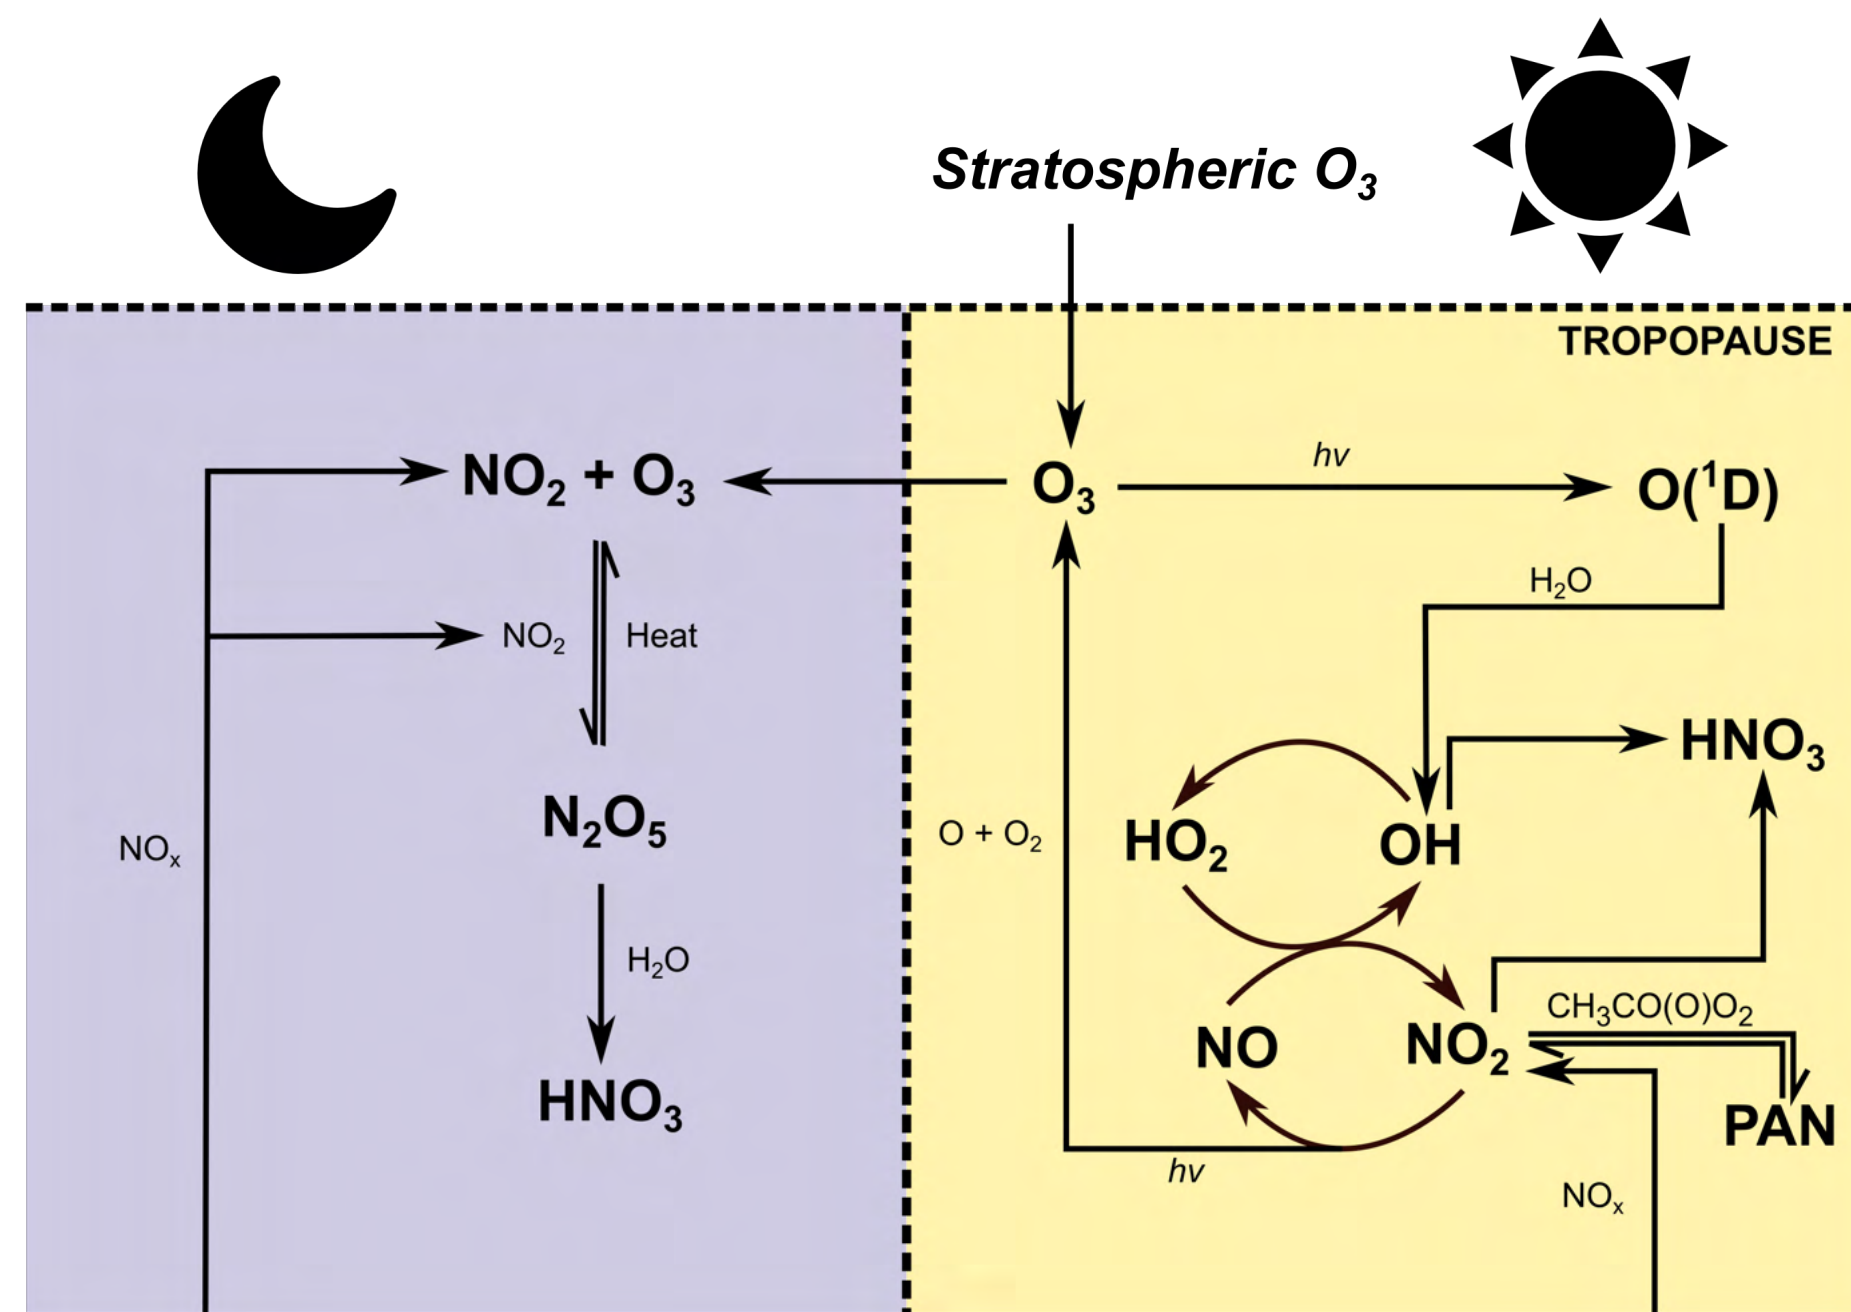 Stratospheric O₃
TROPOPAUSE
NO₂ + O₃
O₃
hv
O(¹D)
H₂O
NO₂
Heat
HNO₃
N₂O₅
NOₓ
O + O₂
HO₂
OH
H₂O
CH₃CO(O)O₂
NO
NO₂
HNO₃
PAN
hv
NOₓ